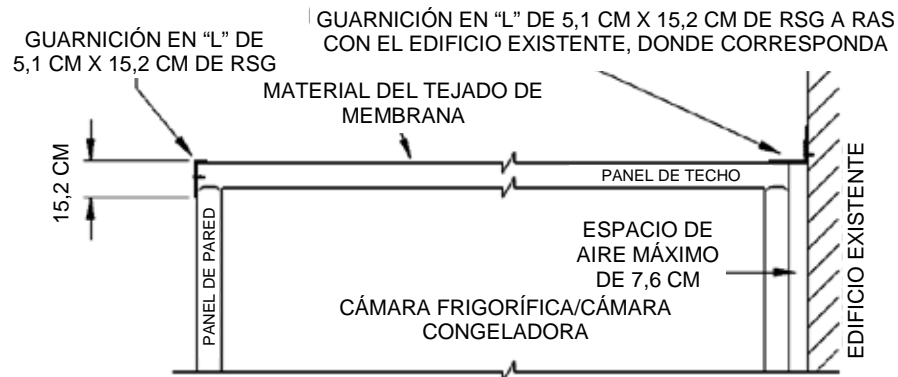 GUARNICIÓN EN “L” DE
5,1 CM X 15,2 CM DE RSG
GUARNICIÓN EN “L” DE 5,1 CM X 15,2 CM DE RSG A RAS
CON EL EDIFICIO EXISTENTE, DONDE CORRESPONDA
MATERIAL DEL TEJADO DE
MEMBRANA
15,2 CM
PANEL DE TECHO
PANEL DE PARED
ESPACIO DE
AIRE MÁXIMO
DE 7,6 CM
EDIFICIO EXISTENTE
CÁMARA FRIGORÍFICA/CÁMARA
CONGELADORA